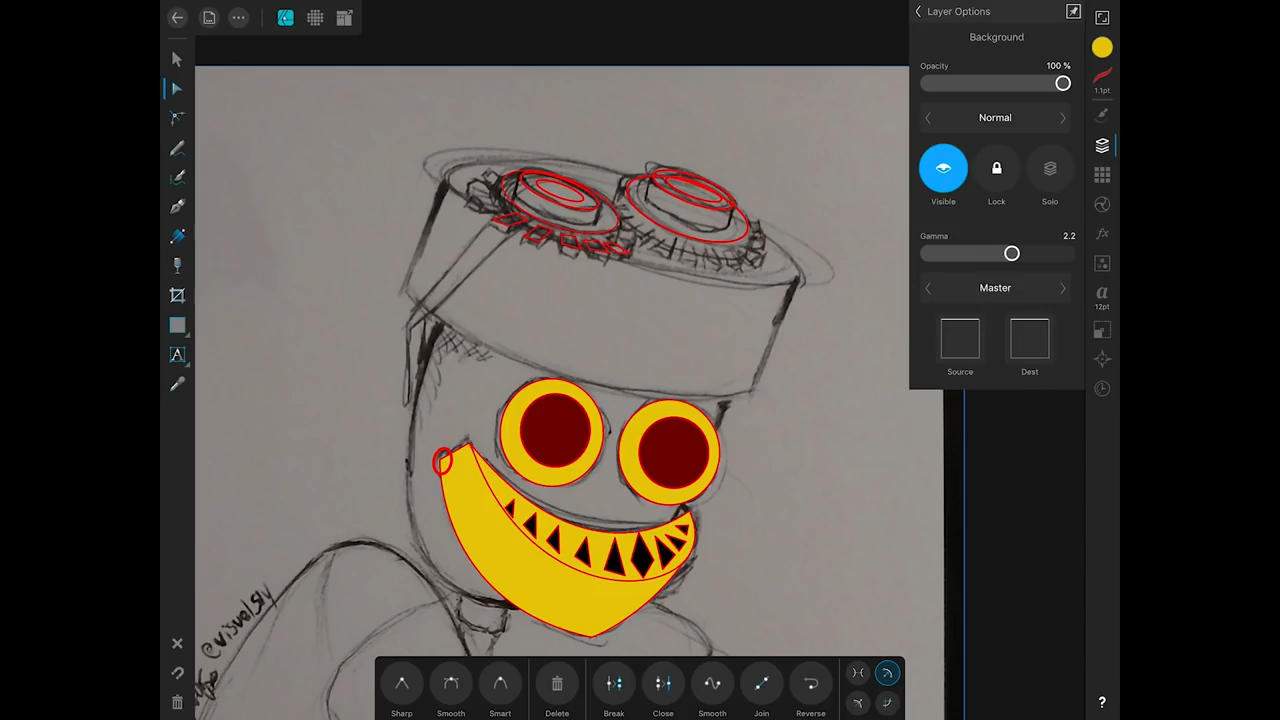 Layer Options
Background
Opacity
100 %
Normal
Visible
Lock
Solo
Gamma
2.2
Master
Source
Dest
1.1pt
a
12pt
A
@visualsly
Sharp
Smooth
Smart
Delete
Break
Close
Smooth
Join
Reverse
?